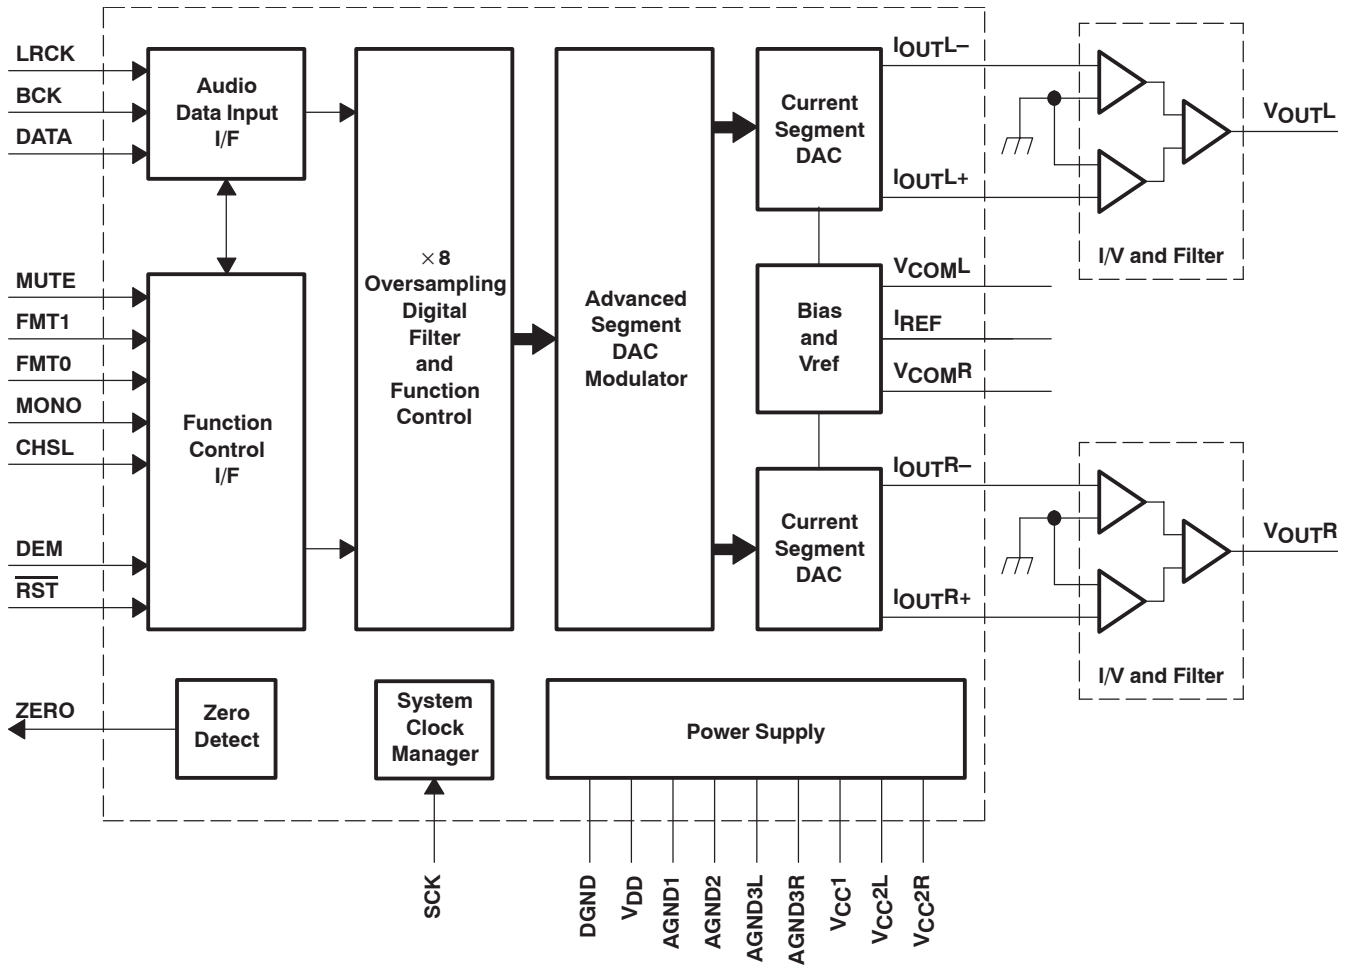 LRCK
BCK
DATA
Audio
Data Input
I/F
MUTE
FMT1
FMT0
MONO
CHSL
DEM
RST
Function
Control
I/F
× 8
Oversampling
Digital
Filter
and
Function
Control
Advanced
Segment
DAC
Modulator
Current
Segment
DAC
Bias
and
Vref
Current
Segment
DAC
IOUTL–
IOUTL+
VCOML
IREF
VCOMR
IOUTR–
IOUTR+
I/V and Filter
VOUTL
I/V and Filter
VOUTR
ZERO
Zero
Detect
System
Clock
Manager
Power Supply
SCK
DGND
VDD
AGND1
AGND2
AGND3L
AGND3R
VCC1
VCC2L
VCC2R